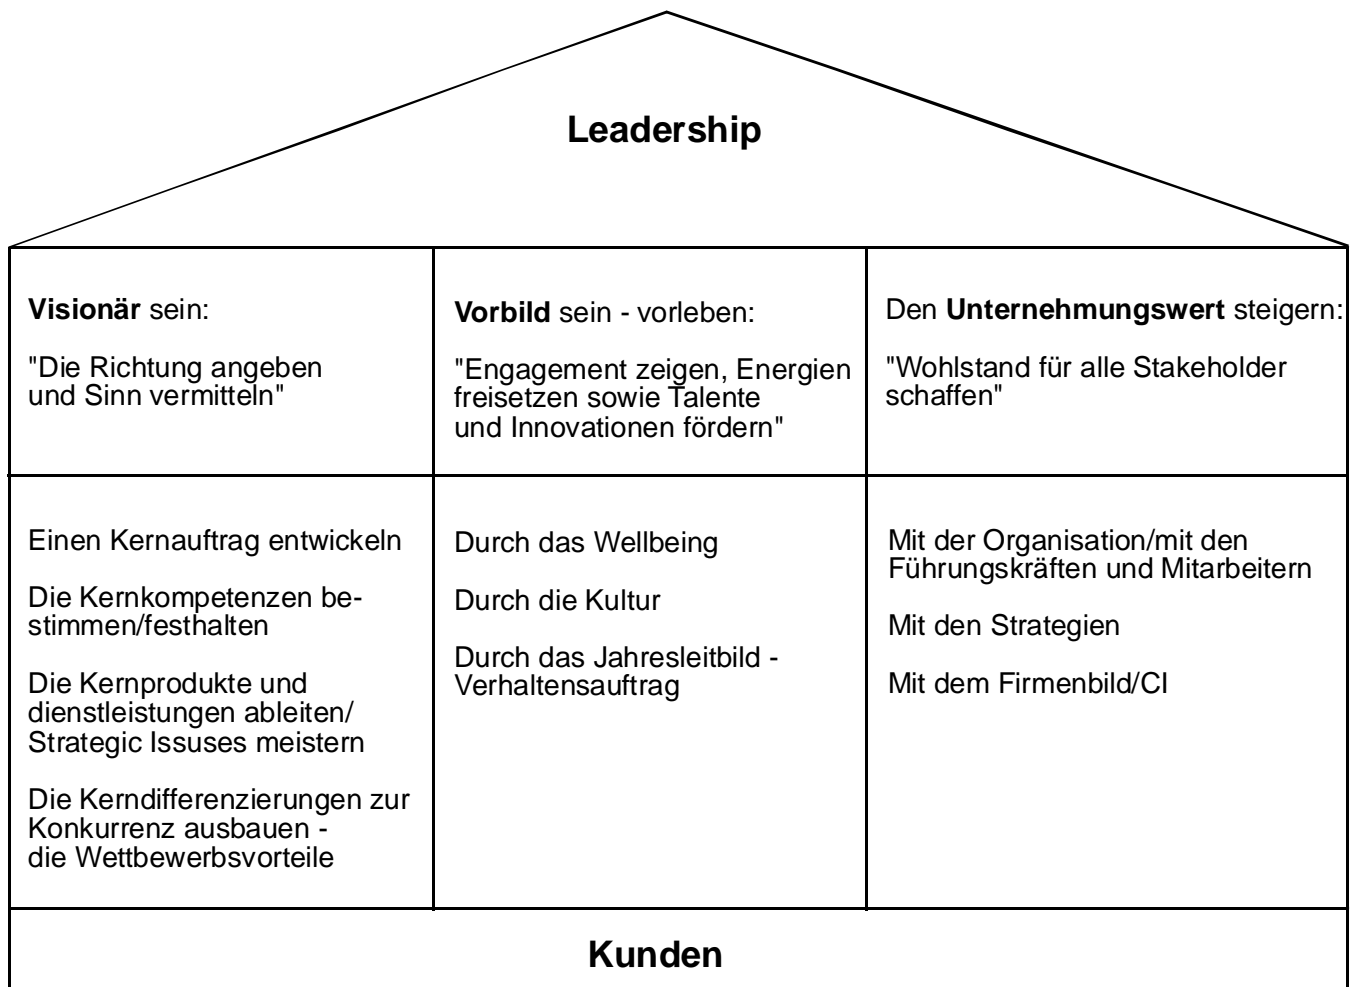 Leadership
Visionär sein:
"Die Richtung angeben
und Sinn vermitteln"
Vorbild sein - vorleben:
"Engagement zeigen, Energien
freisetzen sowie Talente
und Innovationen fördern"
Den Unternehmungswert steigern:
"Wohlstand für alle Stakeholder
schaffen"
Einen Kernauftrag entwickeln
Die Kernkompetenzen be-
stimmen/festhalten
Die Kernprodukte und
dienstleistungen ableiten/
Strategic Issuses meistern
Die Kerndifferenzierungen zur
Konkurrenz ausbauen -
die Wettbewerbsvorteile
Durch das Wellbeing
Durch die Kultur
Durch das Jahresleitbild -
Verhaltensauftrag
Mit der Organisation/mit den
Führungskräften und Mitarbeitern
Mit den Strategien
Mit dem Firmenbild/CI
Kunden